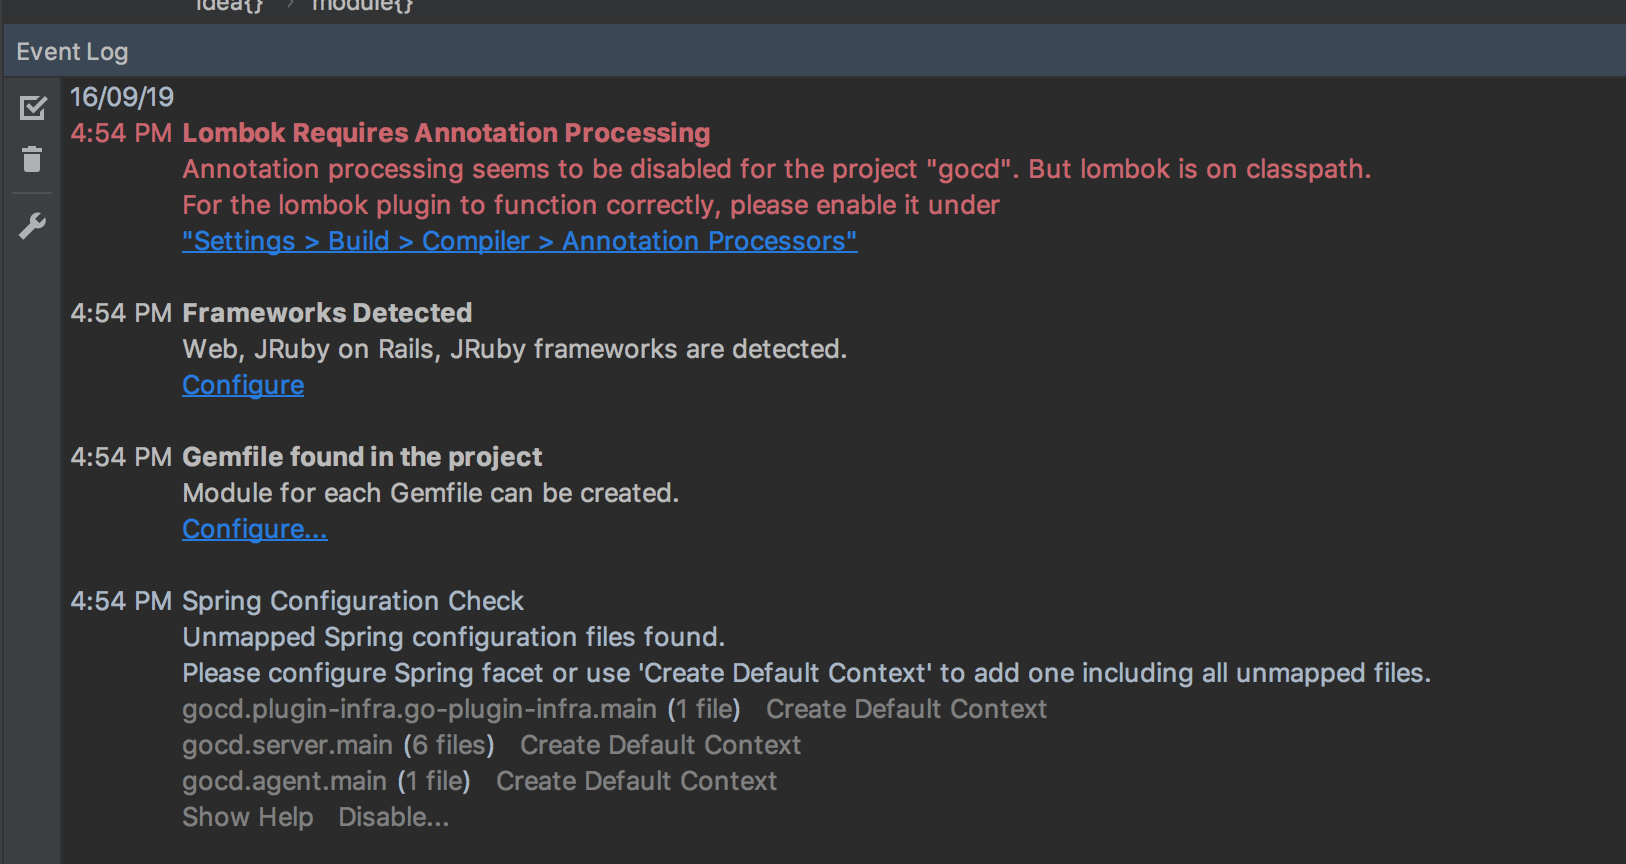 idea{} › module{}
Event Log
16/09/19
4:54 PM Lombok Requires Annotation Processing
Annotation processing seems to be disabled for the project "gocd". But lombok is on classpath.
For the lombok plugin to function correctly, please enable it under
"Settings > Build > Compiler > Annotation Processors"
4:54 PM Frameworks Detected
Web, JRuby on Rails, JRuby frameworks are detected.
Configure
4:54 PM Gemfile found in the project
Module for each Gemfile can be created.
Configure...
4:54 PM Spring Configuration Check
Unmapped Spring configuration files found.
Please configure Spring facet or use 'Create Default Context' to add one including all unmapped files.
gocd.plugin-infra.go-plugin-infra.main (1 file) Create Default Context
gocd.server.main (6 files) Create Default Context
gocd.agent.main (1 file) Create Default Context
Show Help Disable...